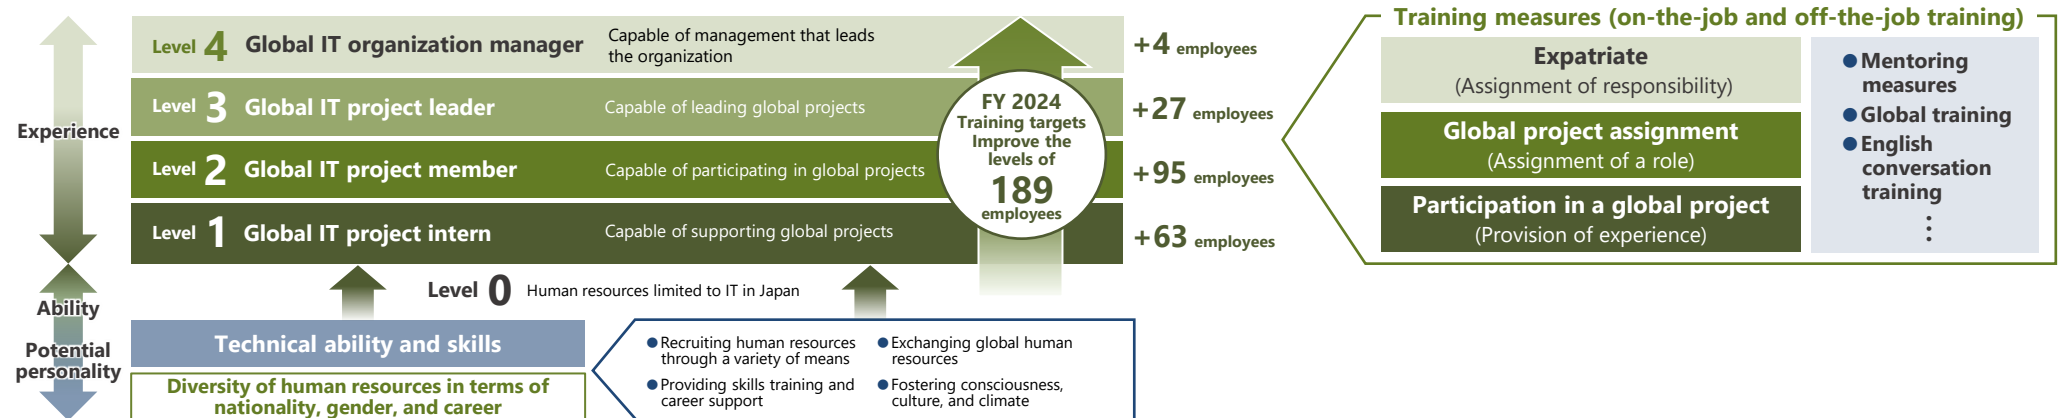 Experience
Ability
Potential
personality
Level 4 Global IT organization manager
Capable of management that leads
the organization
+4 employees
Level 3 Global IT project leader
Capable of leading global projects
+27 employees
Level 2 Global IT project member
Capable of participating in global projects
+95 employees
Level 1 Global IT project intern
Capable of supporting global projects
+63 employees
FY 2024
Training targets
Improve the
levels of
189
employees
Level 0 Human resources limited to IT in Japan
Technical ability and skills
Diversity of human resources in terms of
nationality, gender, and career
●Recruiting human resources
through a variety of means
●Providing skills training and
career support
●Exchanging global human
resources
●Fostering consciousness,
culture, and climate
Training measures (on-the-job and off-the-job training)
Expatriate
(Assignment of responsibility)
Global project assignment
(Assignment of a role)
Participation in a global project
(Provision of experience)
●Mentoring
measures
●Global training
●English
conversation
training
⋮